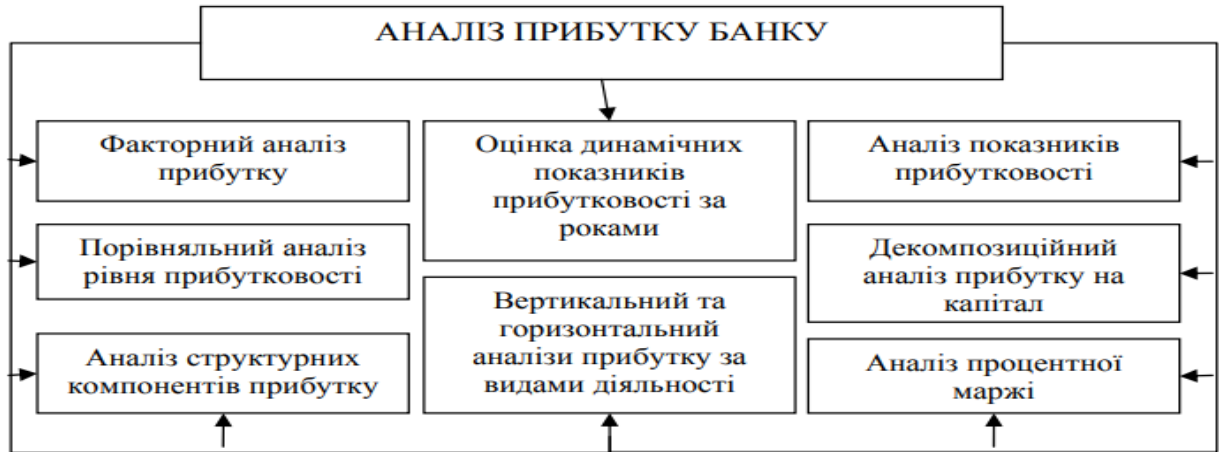 АНАЛІЗ ПРИБУТКУ БАНКУ
Факторний аналіз
прибутку
Порівняльний аналіз
рівня прибутковості
Аналіз структурних
компонентів прибутку
Оцінка динамічних
показників
прибутковості за
роками
Вертикальний та
горизонтальний
аналізи прибутку за
видами діяльності
Аналіз показників
прибутковості
Декомпозиційний
аналіз прибутку на
капітал
Аналіз процентної
маржі